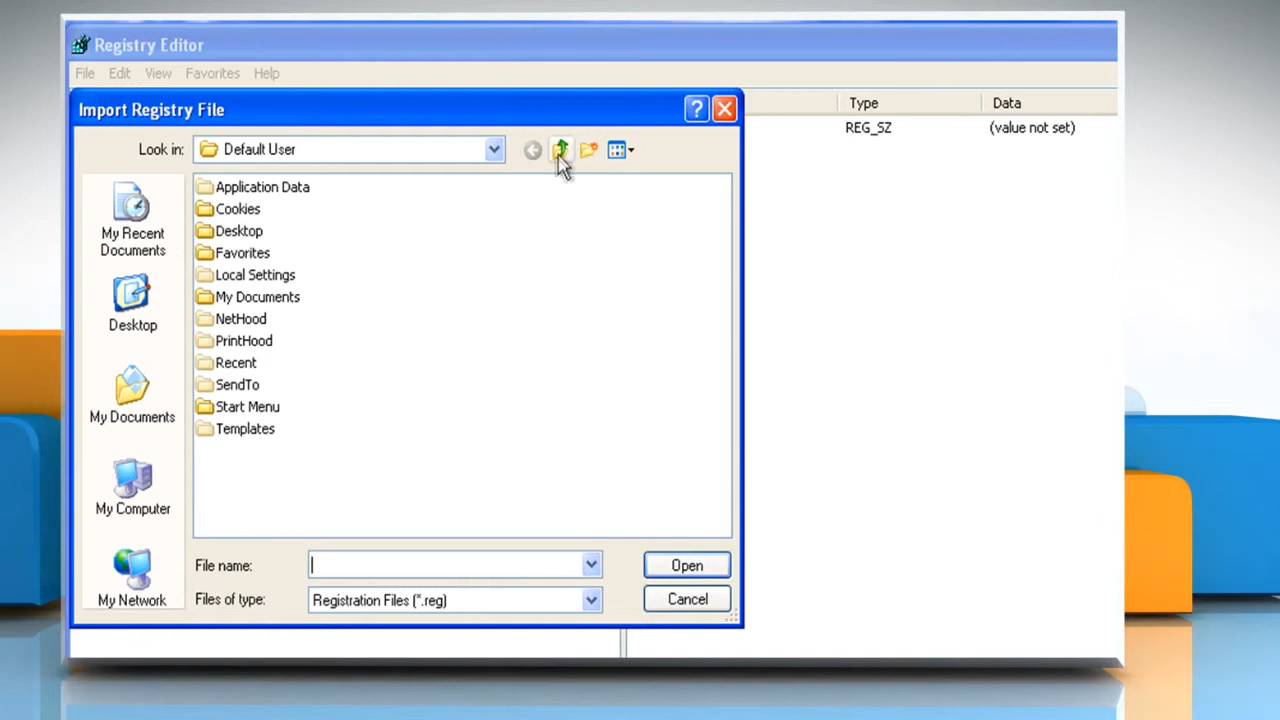 Registry Editor
File Edit View Favorites Help
Import Registry File
Type Data
Look in: Default User
REG_SZ (value not set)
Application Data
Cookies
Desktop
Favorites
Local Settings
My Documents
NetHood
PrintHood
Recent
SendTo
Start Menu
Templates
My Recent
Documents
Desktop
My Documents
My Computer
My Network
File name:
Open
Files of type: Registration Files (*.reg)
Cancel